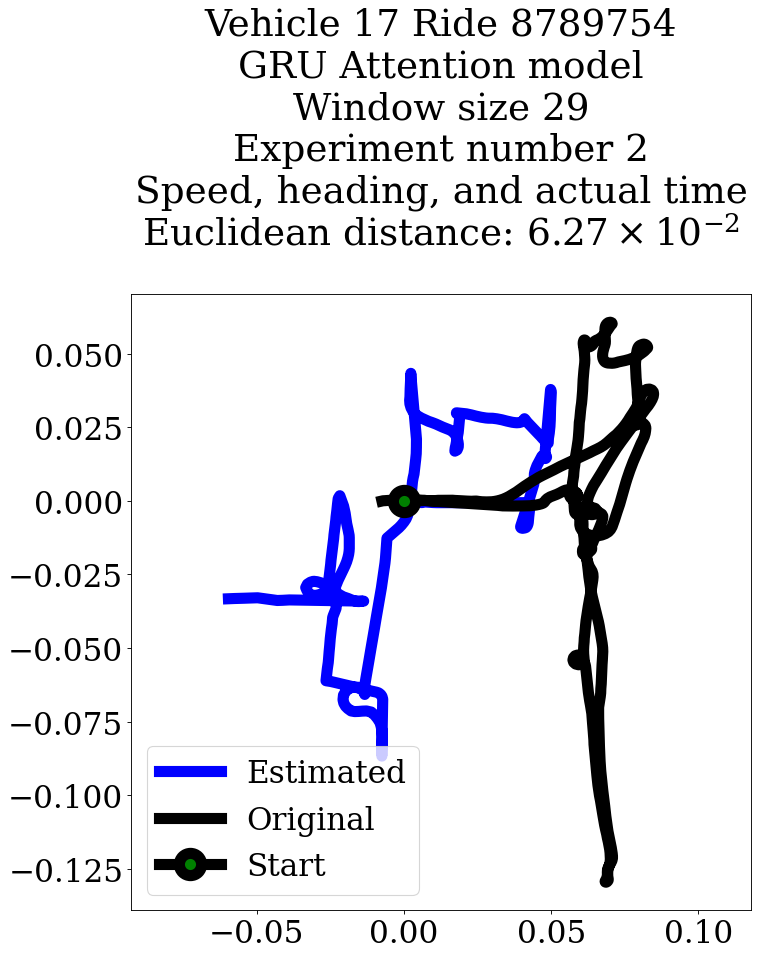 Vehicle 17 Ride 8789754
GRU Attention model
Window size 29
Experiment number 2
Speed, heading, and actual time
Euclidean distance: 6.27 × 10⁻²
0.050
0.025
0.000
−0.025
−0.050
−0.075
−0.100
−0.125
Estimated
Original
Start
−0.05 0.00 0.05 0.10